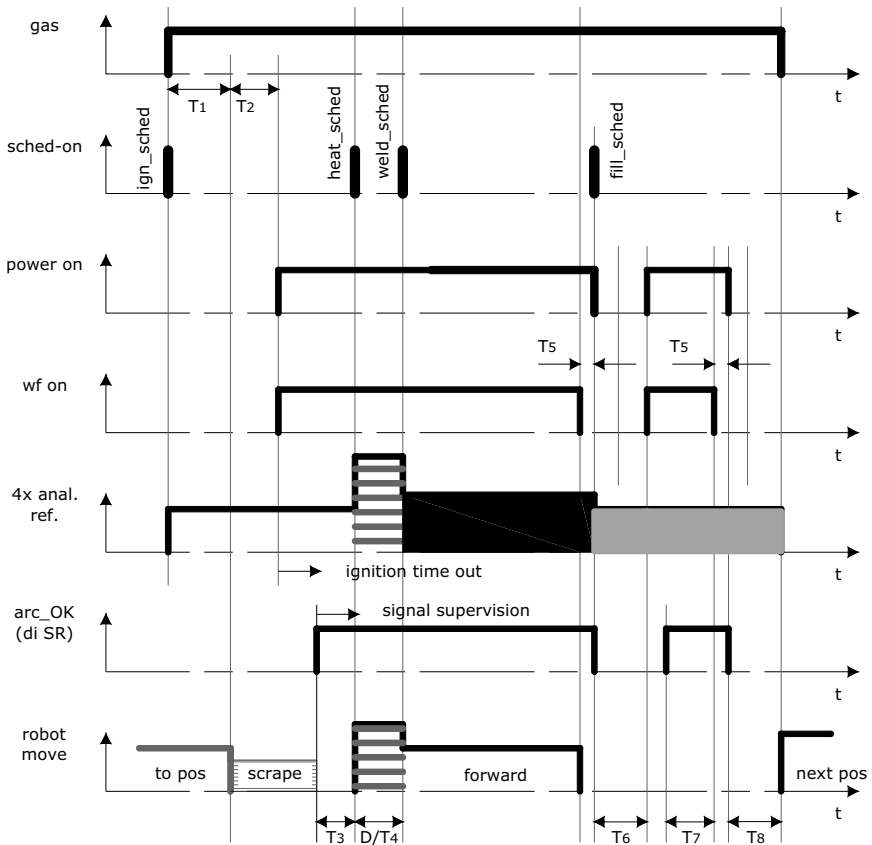 gas
t
T1
T2
sched-on
ign_sched
heat_sched
weld_sched
fill_sched
t
power on
t
T5
T5
wf on
t
4x anal.
ref.
t
ignition time out
arc_OK
(di SR)
signal supervision
t
robot
move
to pos
scrape
forward
next pos
T3
D/T4
T6
T7
T8
t